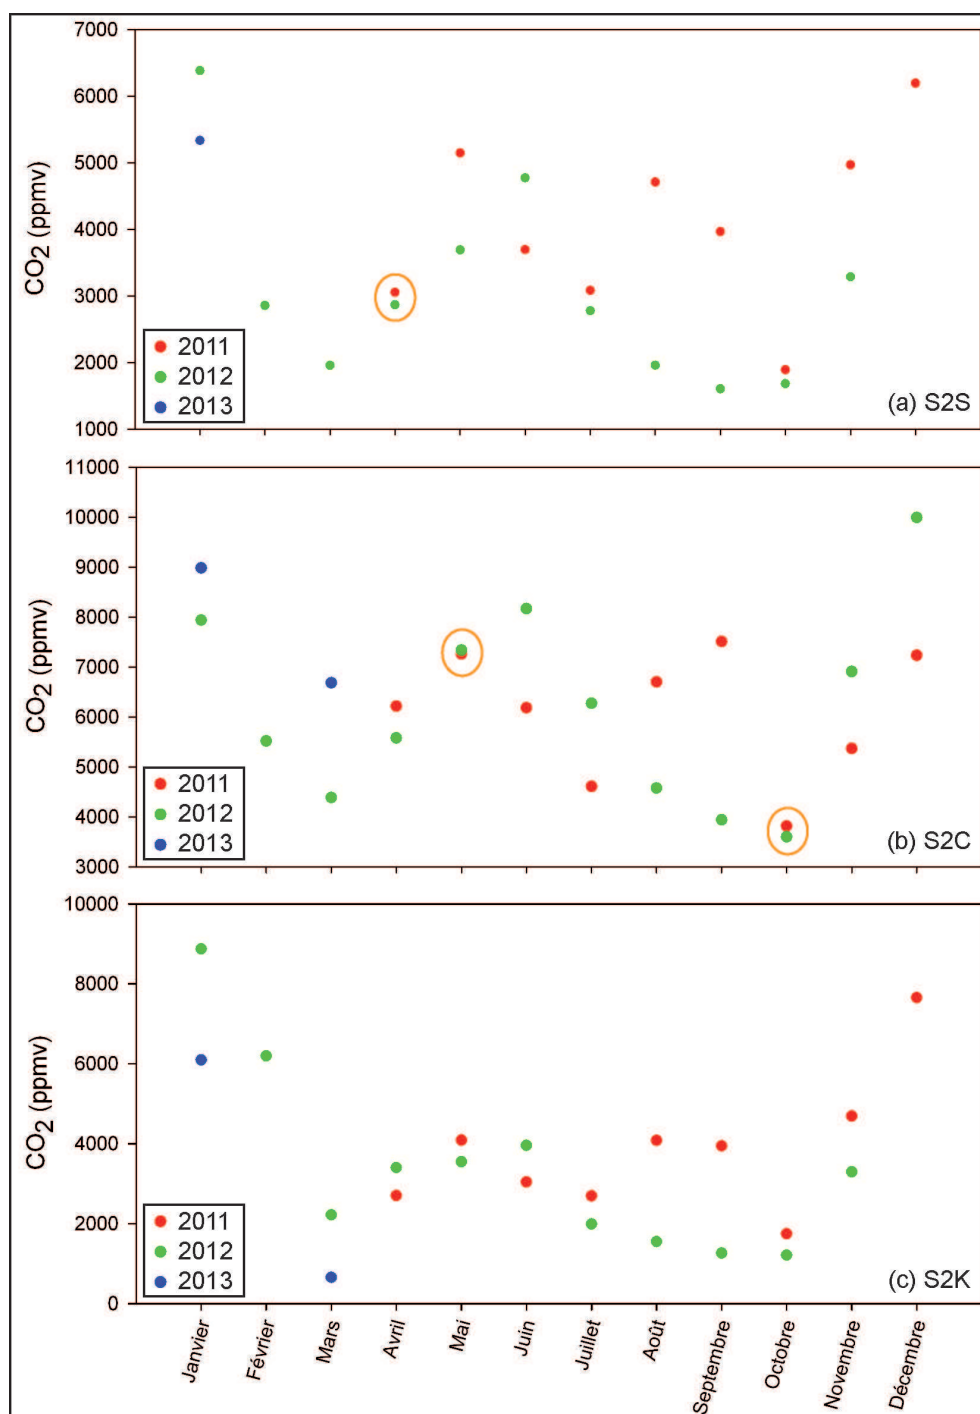 7000
6000
5000
4000
3000
2000
1000
CO2 (ppmv)
2011
2012
2013
(a) S2S
11000
10000
9000
8000
7000
6000
5000
4000
3000
CO2 (ppmv)
2011
2012
2013
(b) S2C
10000
8000
6000
4000
2000
0
CO2 (ppmv)
2011
2012
2013
(c) S2K
Janvier
Février
Mars
Avril
Mai
Juin
Juillet
Août
Septembre
Octobre
Novembre
Décembre